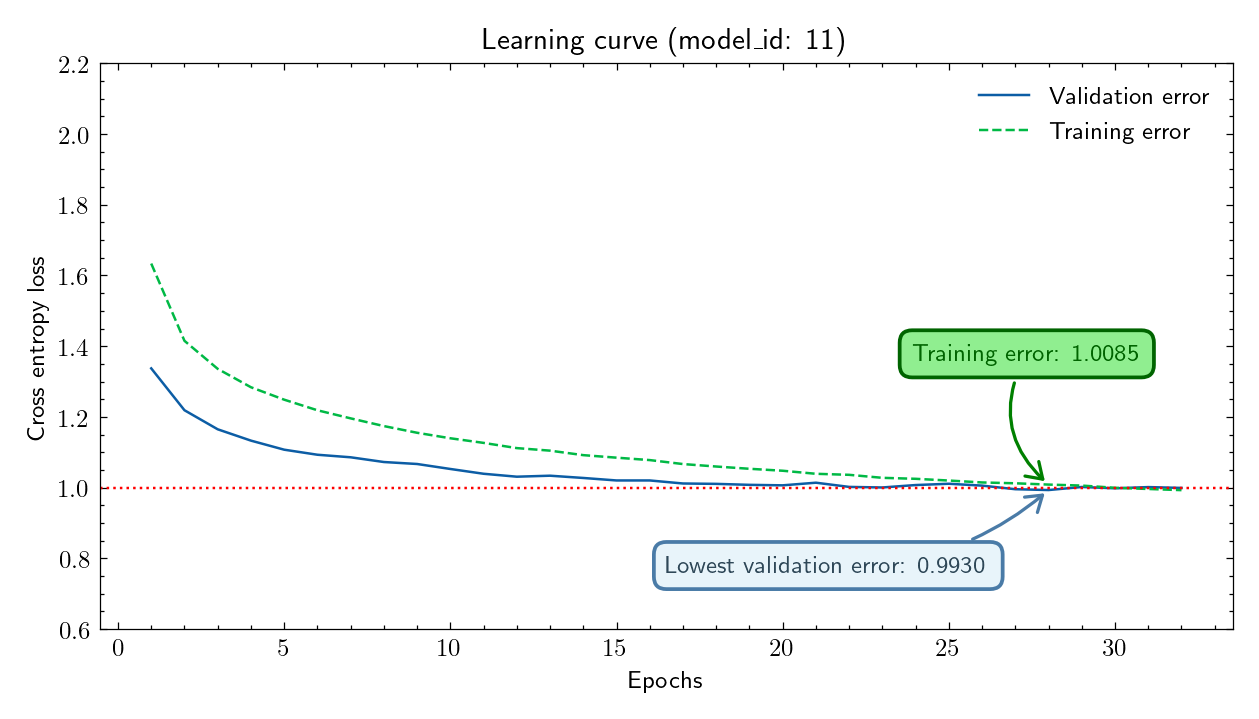 Learning curve (model_id: 11)
2.2
2.0
1.8
1.6
1.4
1.2
1.0
0.8
0.6
Cross entropy loss
Validation error
Training error
Training error: 1.0085
Lowest validation error: 0.9930
0 5 10 15 20 25 30
Epochs